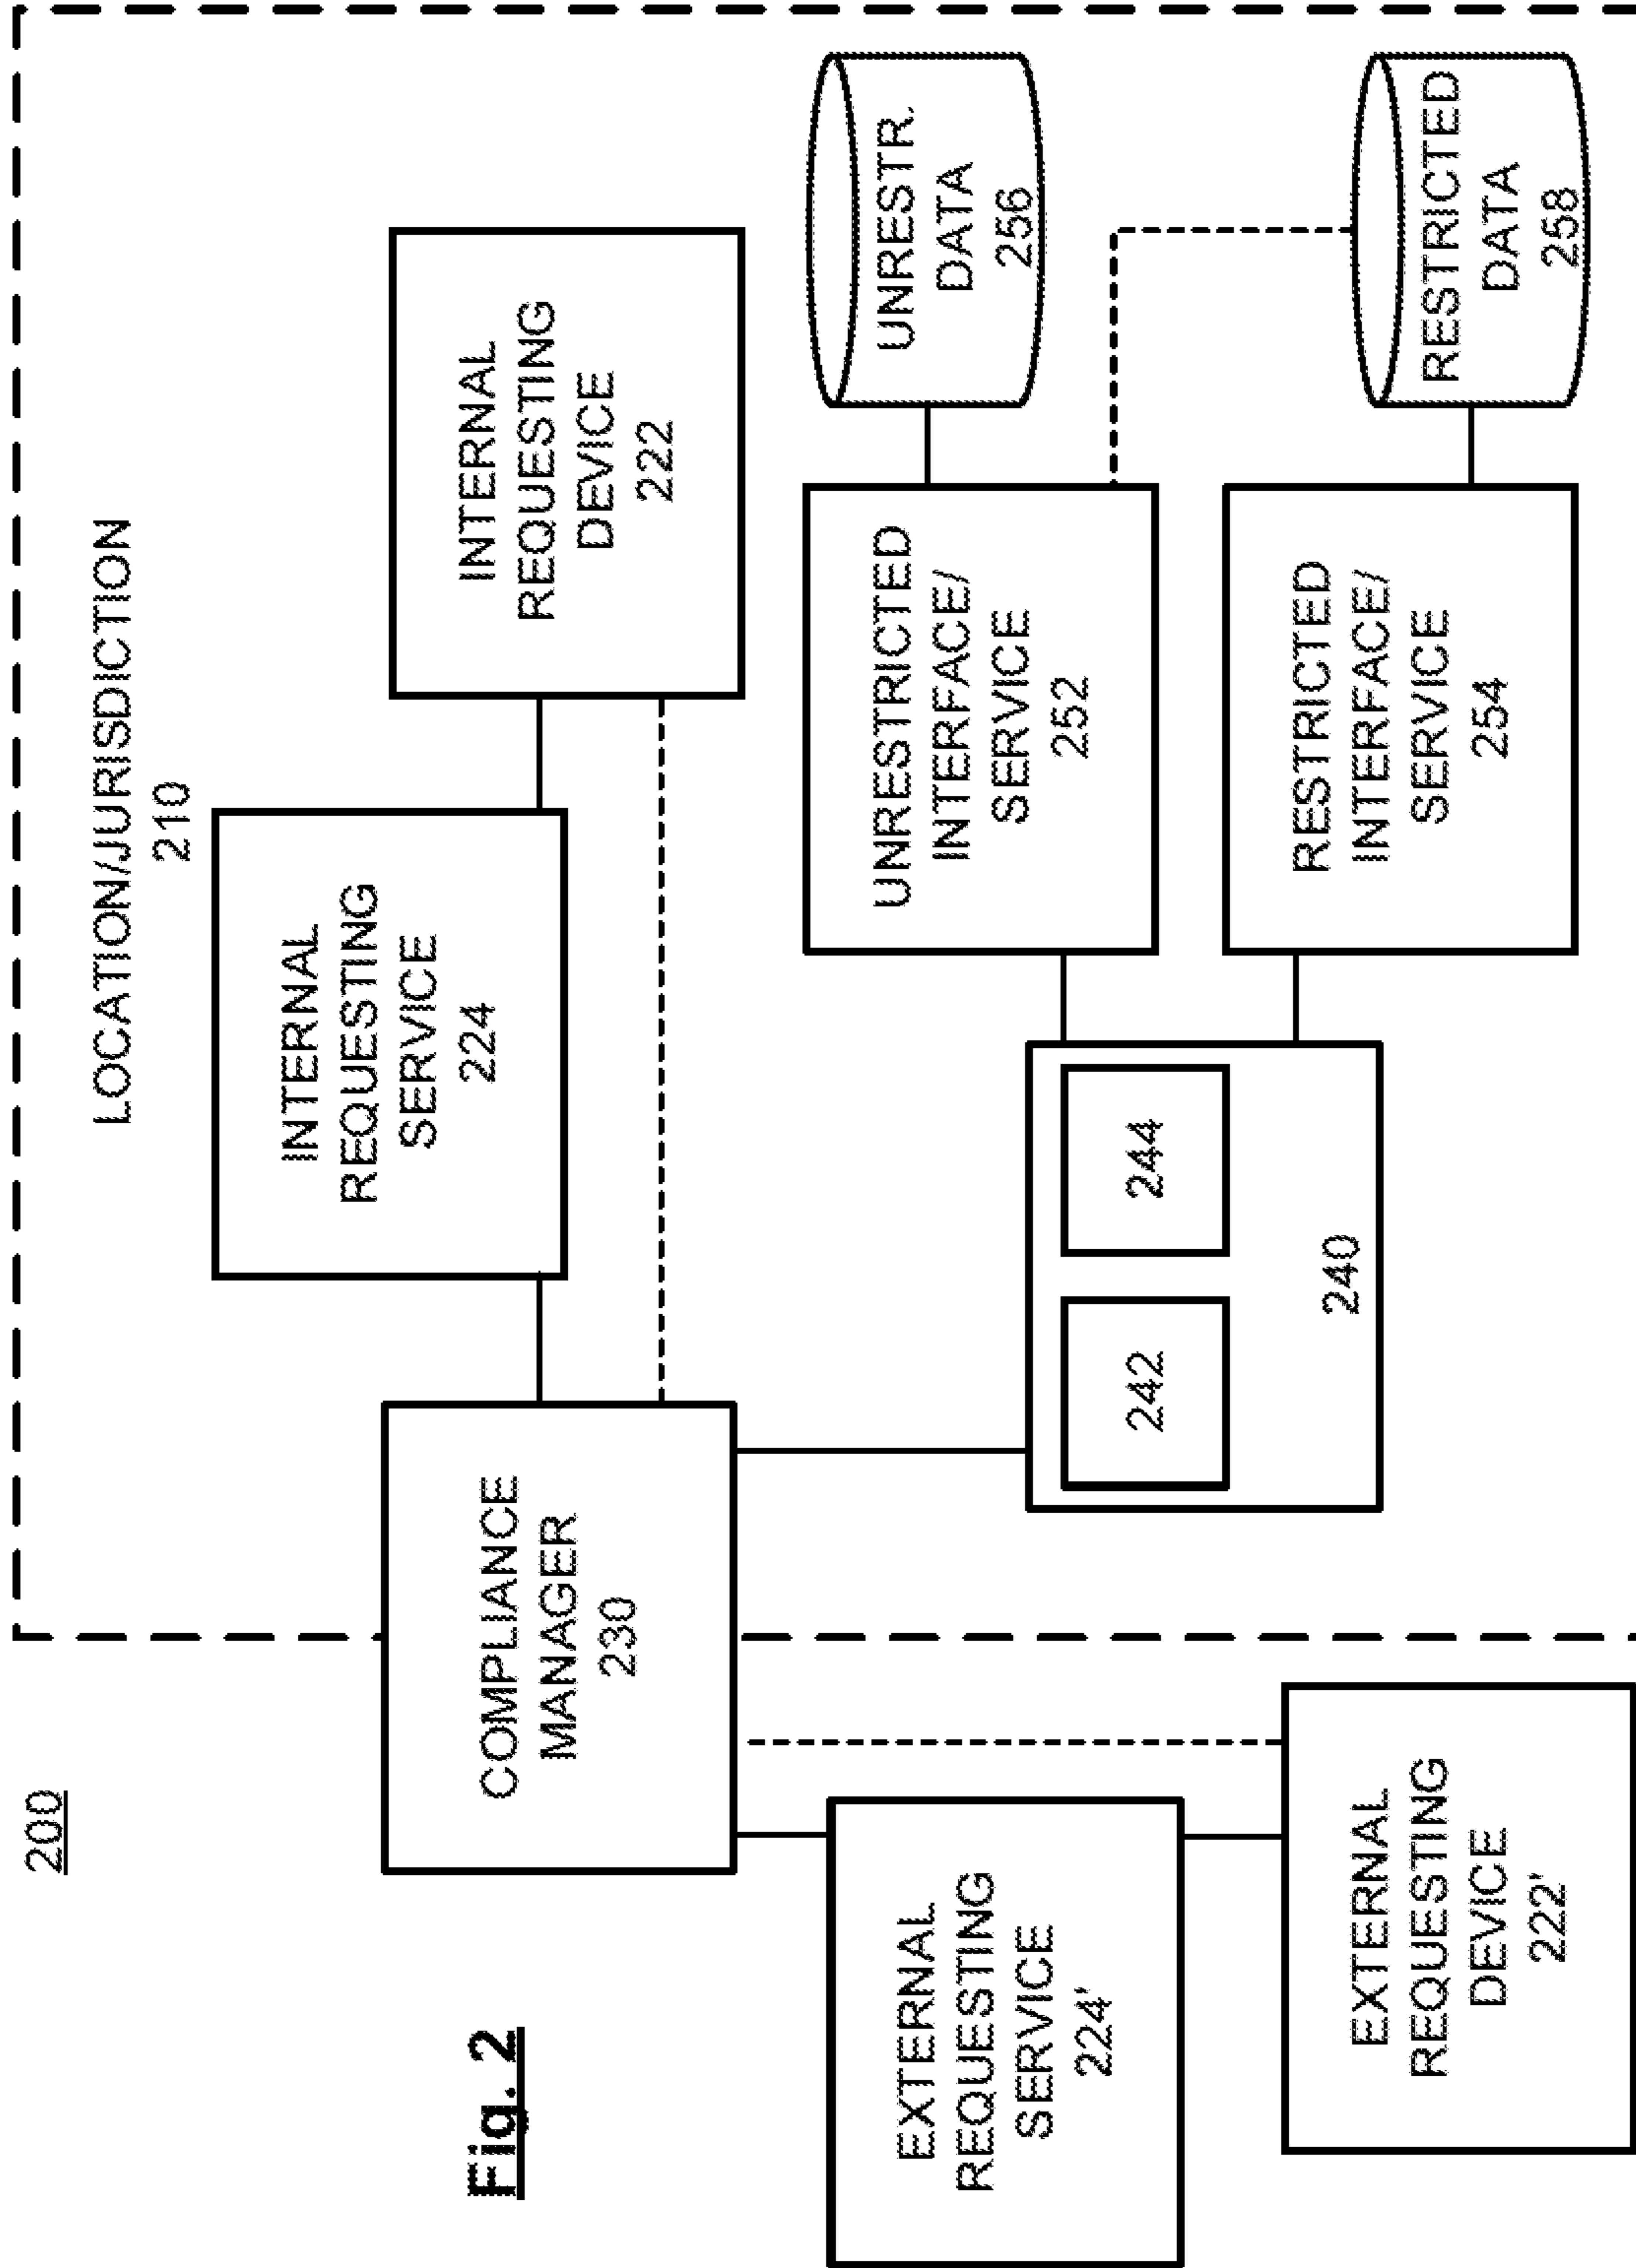 200
LOCATION/JURISDICTION
210
INTERNAL
REQUESTING
SERVICE
224
INTERNAL
REQUESTING
DEVICE
222
COMPLIANCE
MANAGER
230
Fig. 2
EXTERNAL
REQUESTING
SERVICE
224'
EXTERNAL
REQUESTING
DEVICE
222'
242
244
240
UNRESTRICTED
INTERFACE/
SERVICE
252
UNRESTR.
DATA
256
RESTRICTED
INTERFACE/
SERVICE
254
RESTRICTED
DATA
258